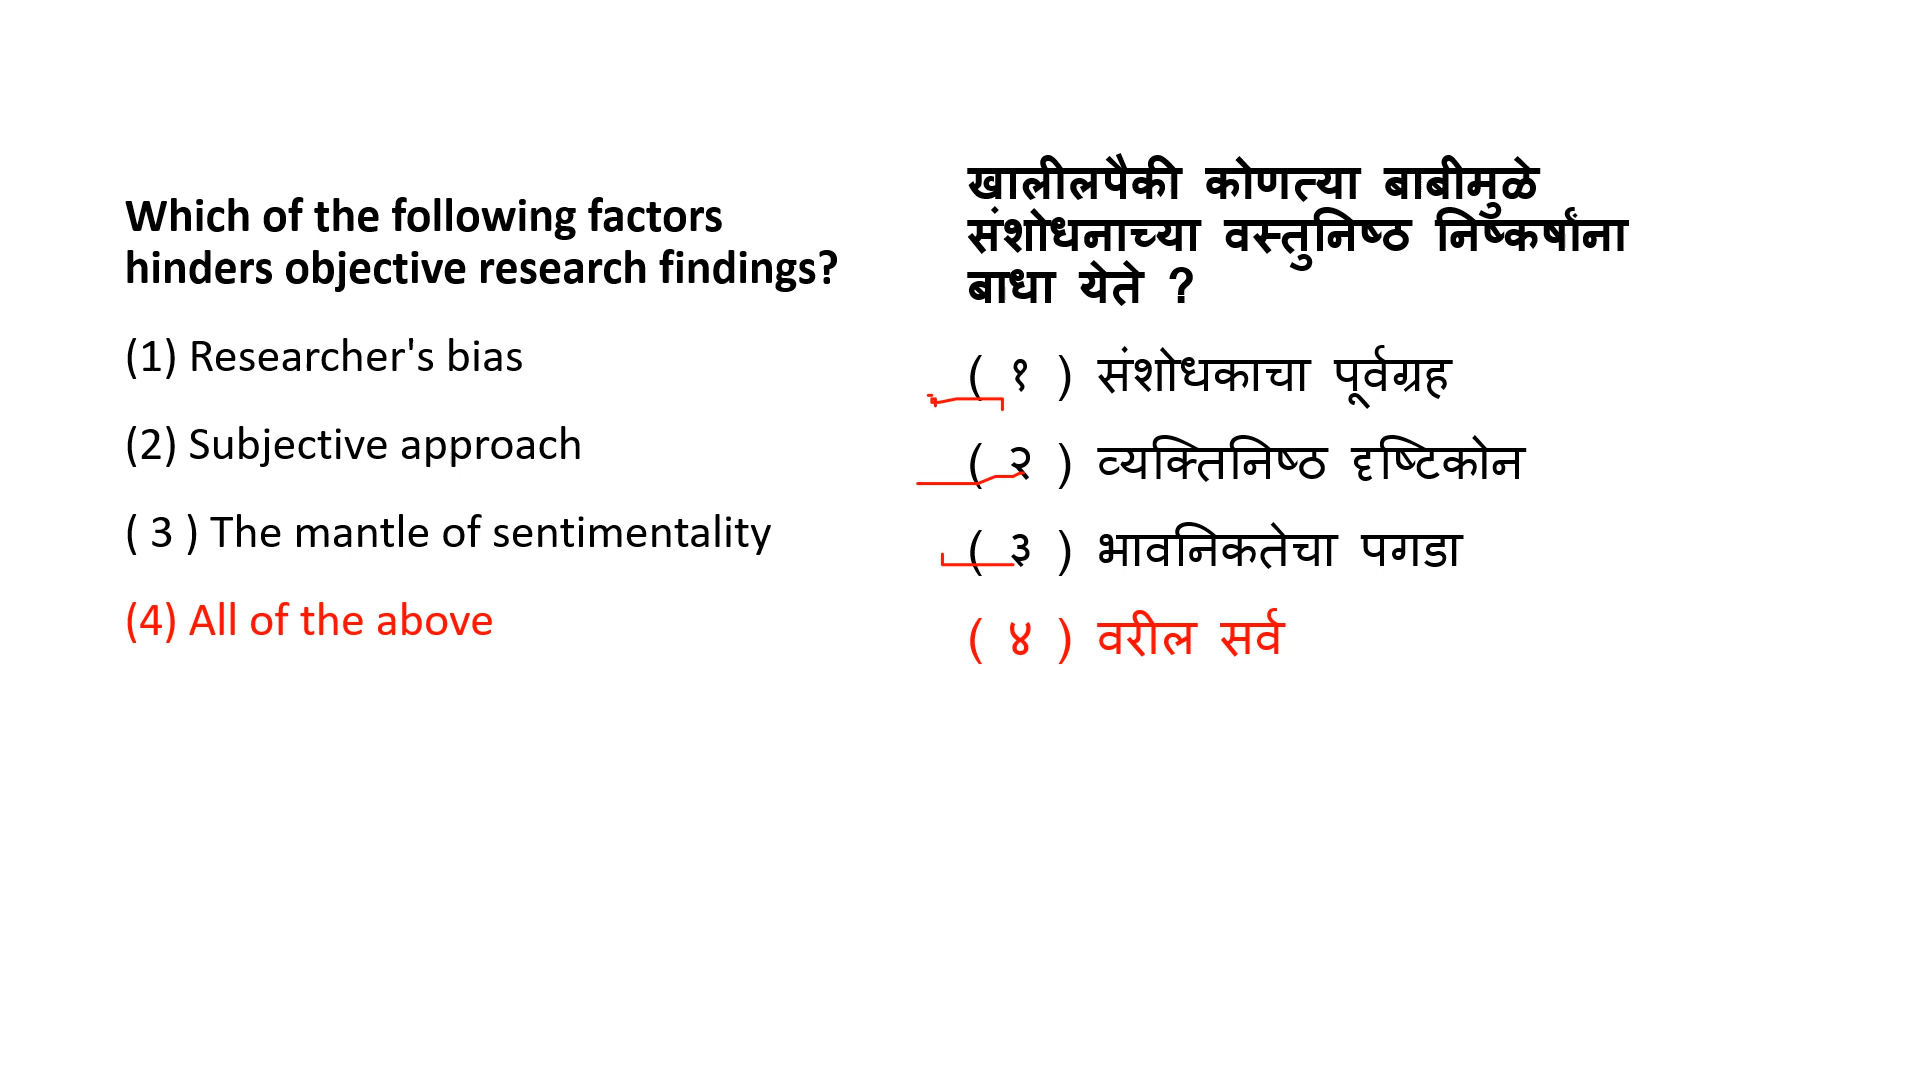 Which of the following factors
hinders objective research findings?
(1) Researcher's bias
(2) Subjective approach
( 3 ) The mantle of sentimentality
(4) All of the above
खालीलपैकी कोणत्या बाबीमुळे
संशोधनाच्या वस्तुनिष्ठ निष्कर्षांना
बाधा येते ?
( १ ) संशोधकाचा पूर्वग्रह
( २ ) व्यक्तिनिष्ठ दृष्टिकोन
( ३ ) भावनिकतेचा पगडा
( ४ ) वरील सर्व